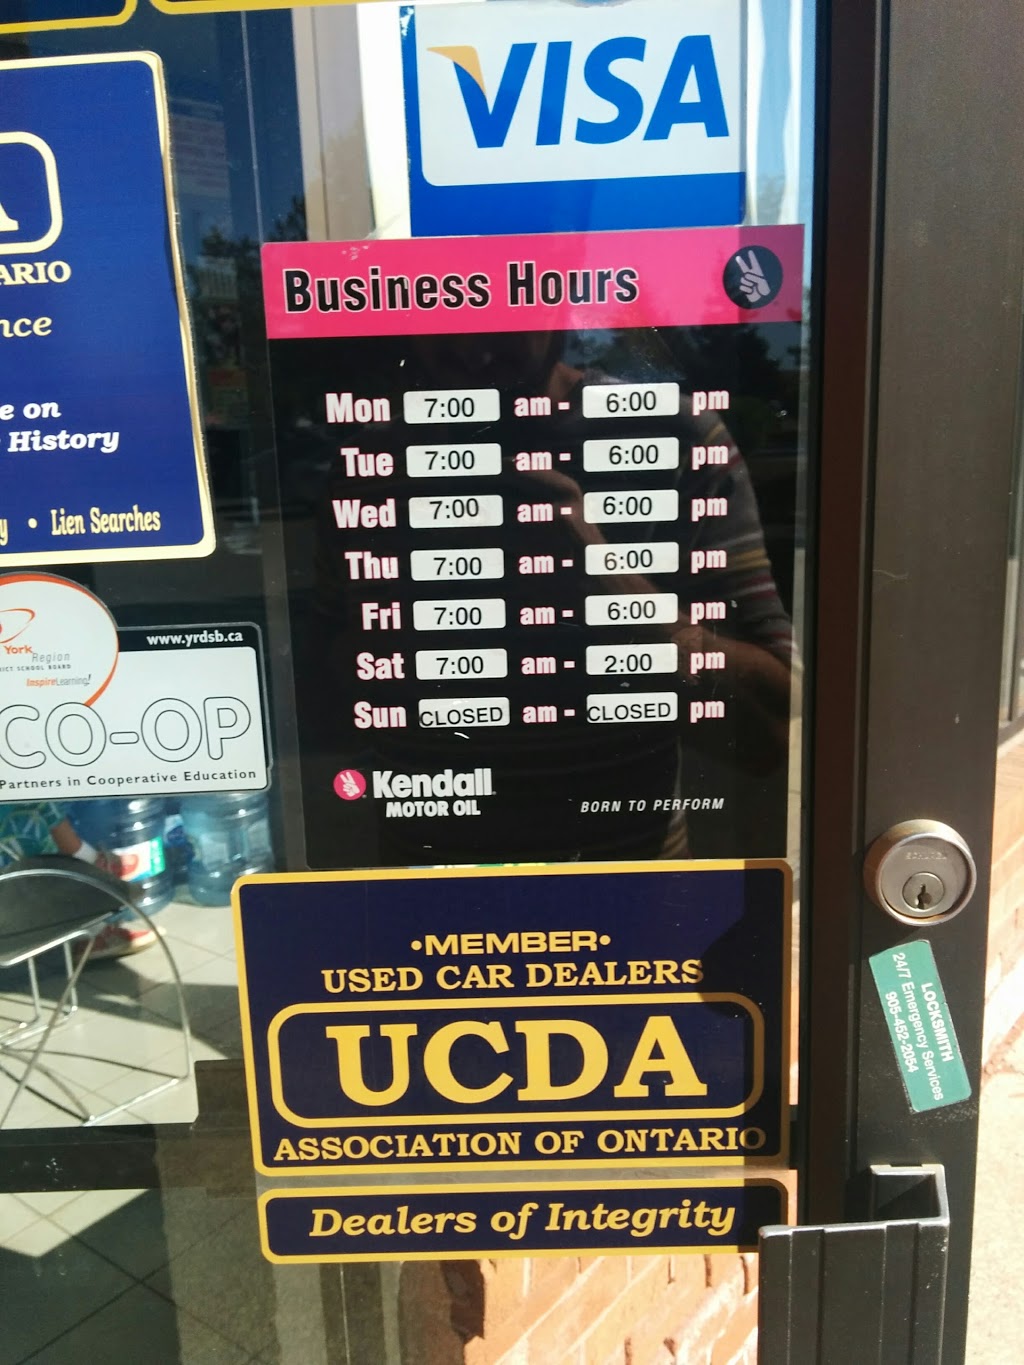 VISA
ARIO
nce
e on
History
y • Lien Searches
Business Hours
Mon 7:00 am - 6:00 pm
Tue 7:00 am - 6:00 pm
Wed 7:00 am - 6:00 pm
Thu 7:00 am - 6:00 pm
Fri 7:00 am - 6:00 pm
Sat 7:00 am - 2:00 pm
Sun CLOSED am - CLOSED pm
Kendall
MOTOR OIL
BORN TO PERFORM
www.yrdsb.ca
York
Region
RICT SCHOOL BOARD
InspireLearning!
CO-OP
Partners in Cooperative Education
•MEMBER•
USED CAR DEALERS
UCDA
ASSOCIATION OF ONTARIO
Dealers of Integrity
LOCKSMITH
24/7 Emergency Services
905-452-2054